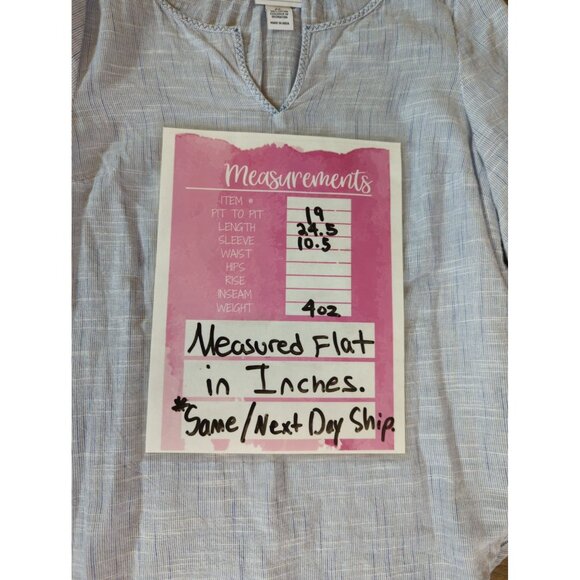 Measurements
ITEM #
PIT TO PIT 19
LENGTH 24.5
SLEEVE 10.5
WAIST
HIPS
RISE
INSEAM
WEIGHT 4oz
Measured Flat
in Inches.
*Same/Next Day Ship.